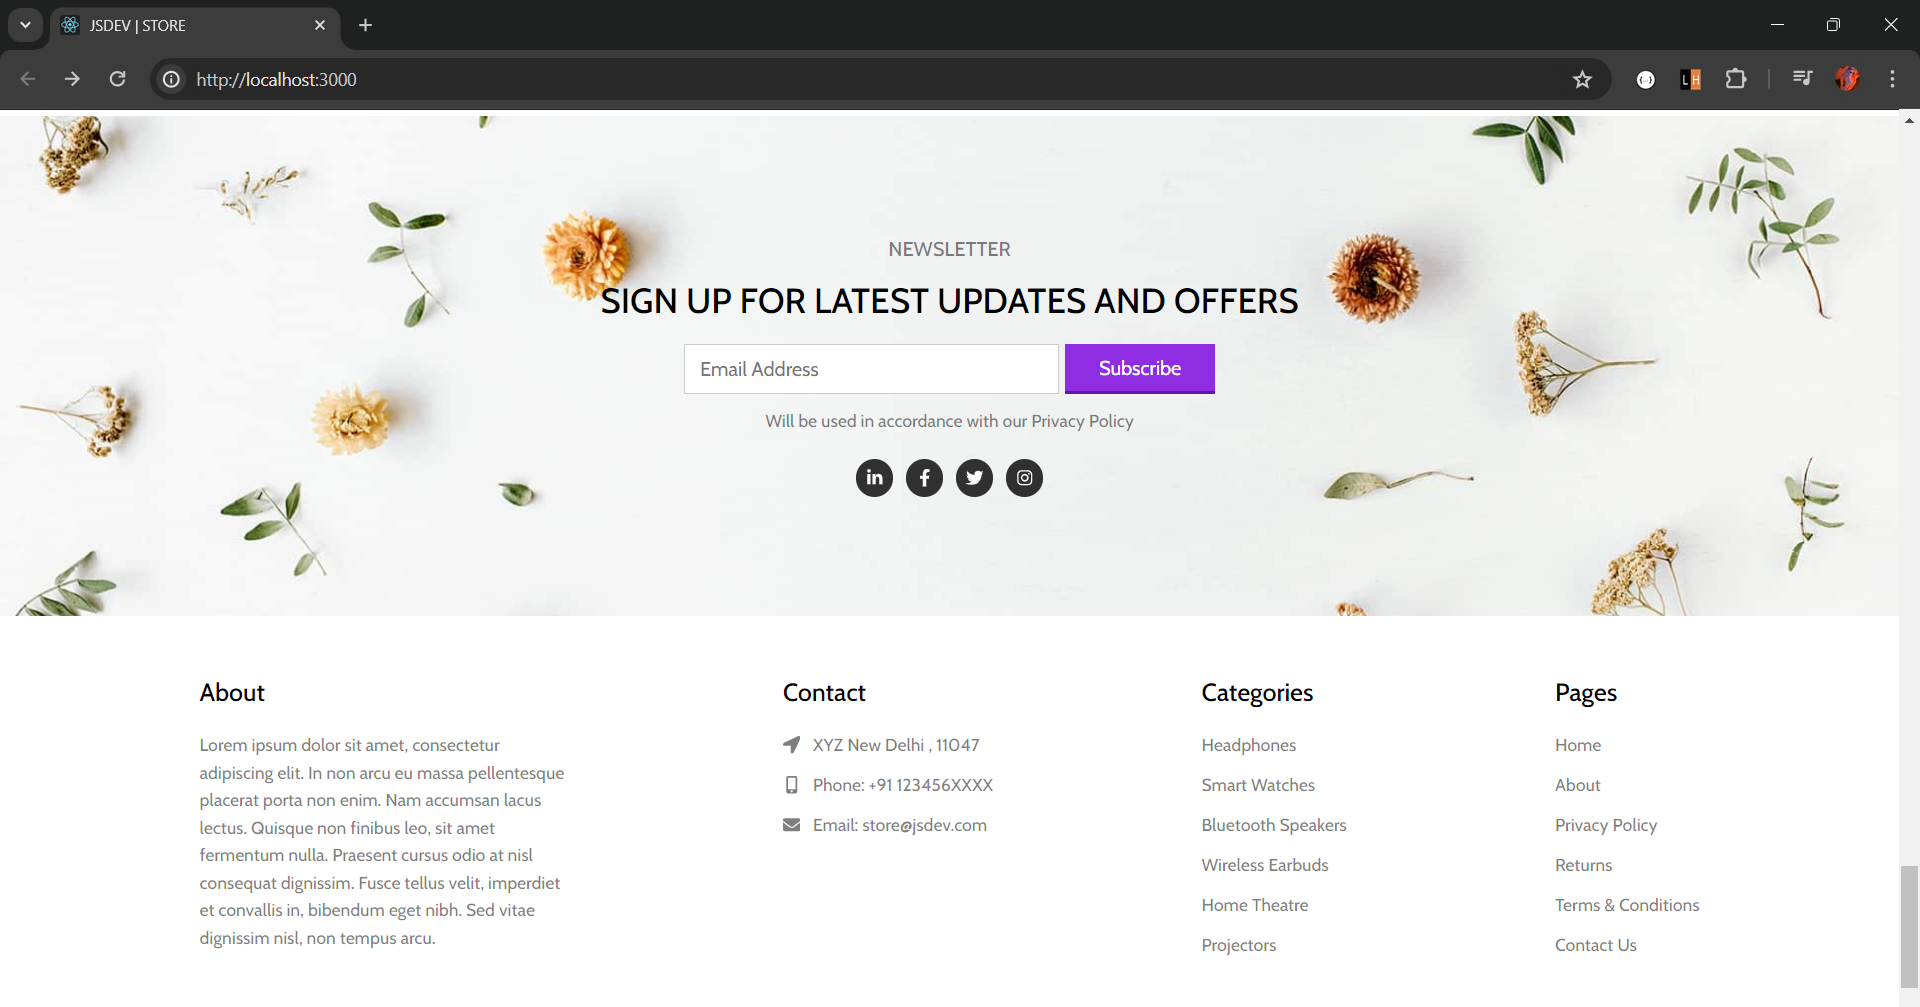 JSDEV | STORE
http://localhost:3000
LH
NEWSLETTER
SIGN UP FOR LATEST UPDATES AND OFFERS
Email Address
Subscribe
Will be used in accordance with our Privacy Policy
About
Lorem ipsum dolor sit amet, consectetur
adipiscing elit. In non arcu eu massa pellentesque
placerat porta non enim. Nam accumsan lacus
lectus. Quisque non finibus leo, sit amet
fermentum nulla. Praesent cursus odio at nisl
consequat dignissim. Fusce tellus velit, imperdiet
et convallis in, bibendum eget nibh. Sed vitae
dignissim nisl, non tempus arcu.
Contact
XYZ New Delhi , 11047
Phone: +91 123456XXXX
Email: store@jsdev.com
Categories
Headphones
Smart Watches
Bluetooth Speakers
Wireless Earbuds
Home Theatre
Projectors
Pages
Home
About
Privacy Policy
Returns
Terms & Conditions
Contact Us